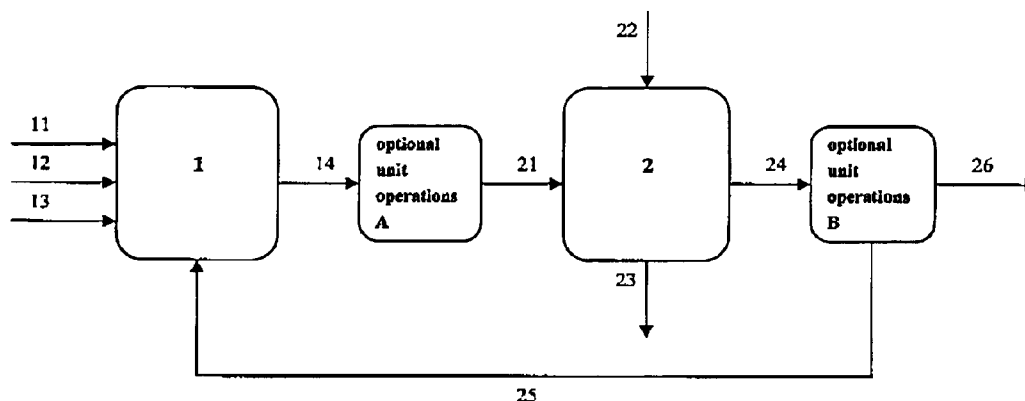 22
11
12
13
1
14
optional
unit
operations
A
21
2
24
optional
unit
operations
B
26
23
25